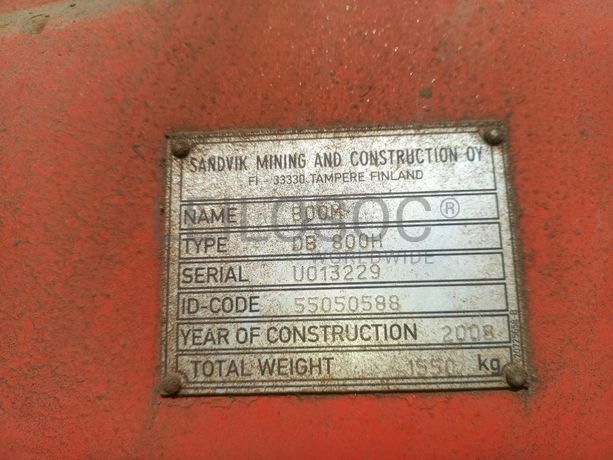 SANDVIK MINING AND CONSTRUCTION OY
FI - 33330 TAMPERE FINLAND
NAME BOOM
TYPE DB 800H
SERIAL U013229
ID-CODE 55050588
YEAR OF CONSTRUCTION 2008
TOTAL WEIGHT 1550 kg
WORLDWIDE